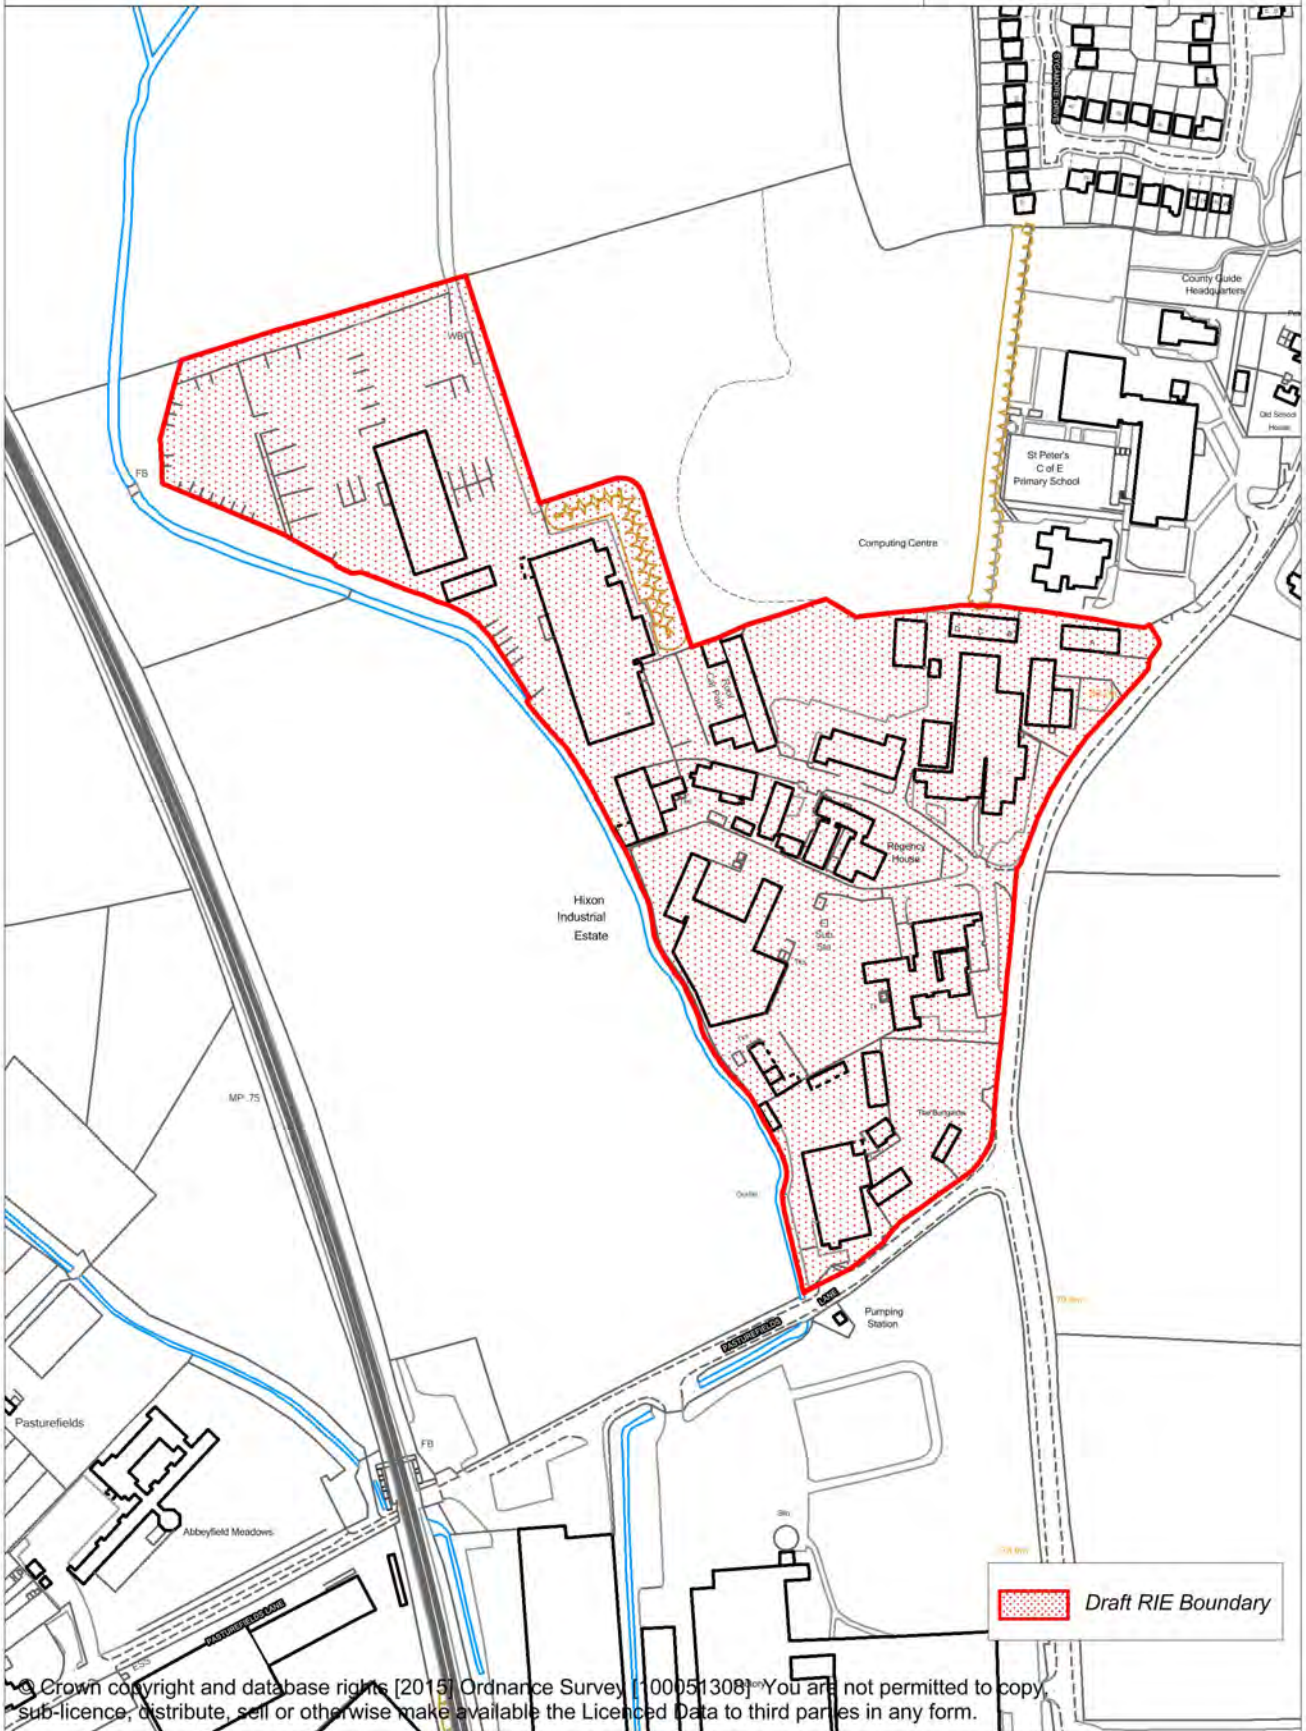 SYCAMORE DRIVE
County Guide
Headquarters
WB
Old School
House
St Peter's
C of E
Primary School
FB
Computing Centre
Pool
Car Park
Regency
House
Hixon
Industrial
Estate
Sub
Sta
MP .75
The Bungalow
PASTUREFIELDS LANE
Pumping
Station
Pasturefields
FB
Abbeyfield Meadows
Silo
Draft RIE Boundary
PASTUREFIELDS LANE
ESS
© Crown copyright and database rights [2015] Ordnance Survey [100051308] You are not permitted to copy,
sub-licence, distribute, sell or otherwise make available the Licenced Data to third parties in any form.